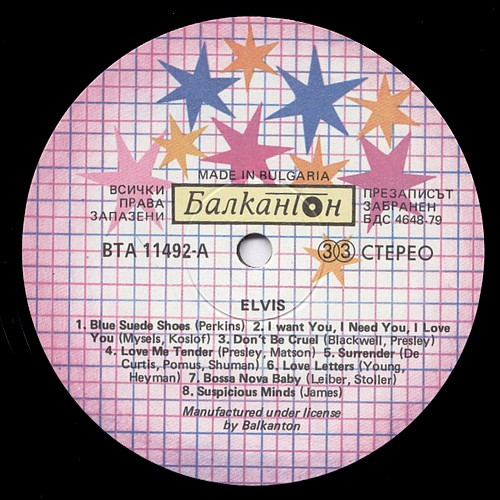 MADE IN BULGARIA
ВСИЧКИ
ПРАВА
ЗАПАЗЕНИ
Балкантон
ПРЕЗАПИСЪТ
ЗАБРАНЕН
БДС 4648-79
ВТА 11492-А
33 СТЕРЕО
ELVIS
1. Blue Suede Shoes (Perkins) 2. I want You, I Need You, I Love
You (Mysels, Koslof) 3. Don't Be Cruel (Blackwell, Presley)
4. Love Me Tender (Presley, Matson) 5. Surrender (De
Curtis, Pomus, Shuman) 6. Love Letters (Young,
Heyman) 7. Bossa Nova Baby (Leiber, Stoller)
8. Suspicious Minds (James)
Manufactured under license
by Balkanton